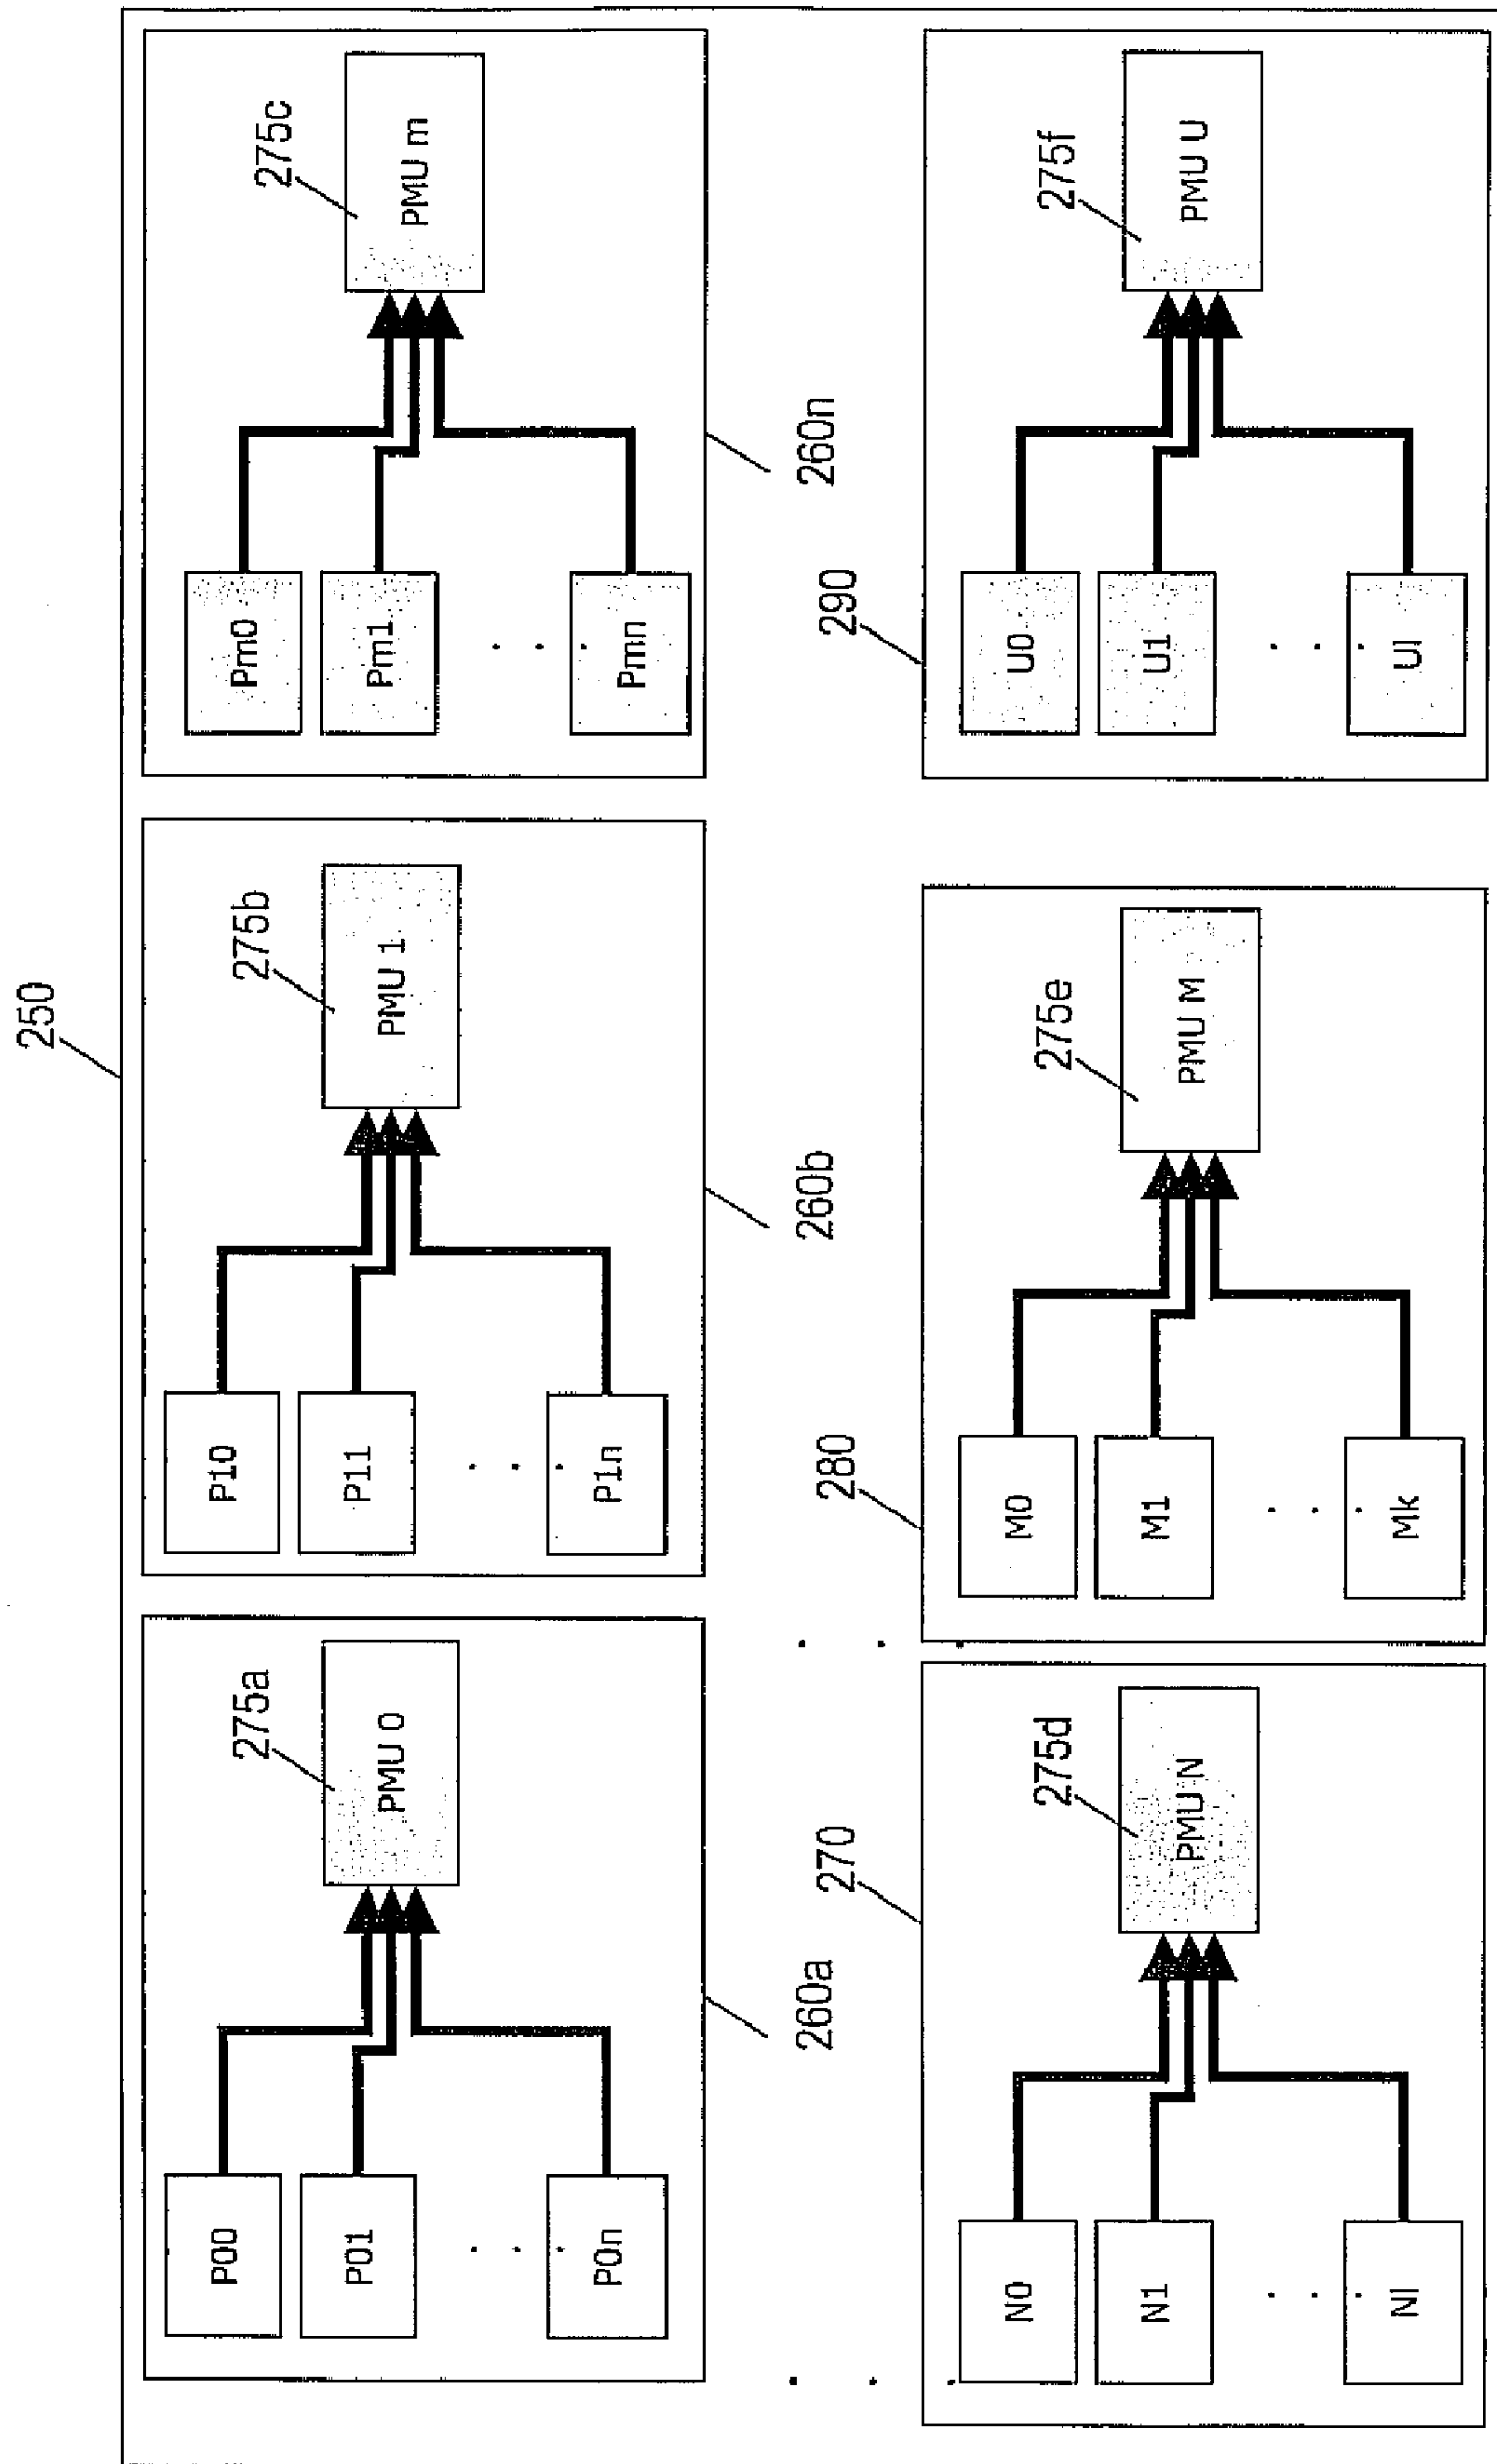 250
P00
P01
P0n
275a
PMU 0
260a
P10
P11
P1n
275b
PMU 1
260b
Pm0
Pm1
Pmn
275c
PMU m
260n
270
N0
N1
Nl
275d
PMU N
280
M0
M1
Mk
275e
PMU M
290
U0
U1
Ul
275f
PMU U